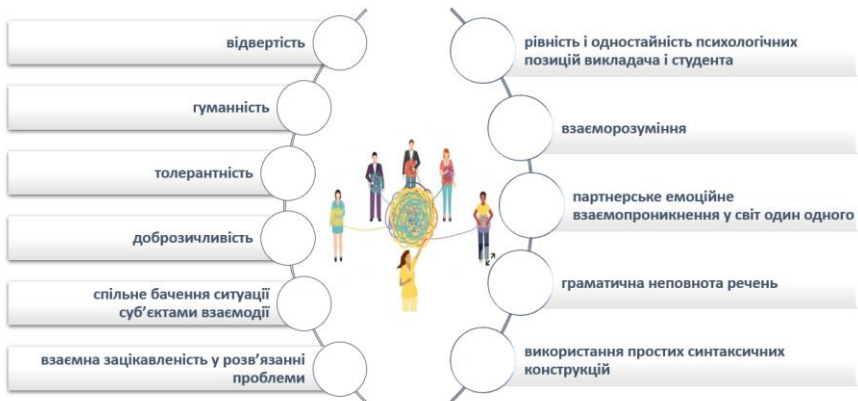 відвертість
гуманність
толерантність
доброзичливість
спільне бачення ситуації
суб’єктами взаємодії
взаємна зацікавленість у розв’язанні
проблеми
рівність і одностайність психологічних
позицій викладача і студента
взаєморозуміння
партнерське емоційне
взаємопроникнення у світ один одного
граматична неповнота речень
використання простих синтаксичних
конструкцій